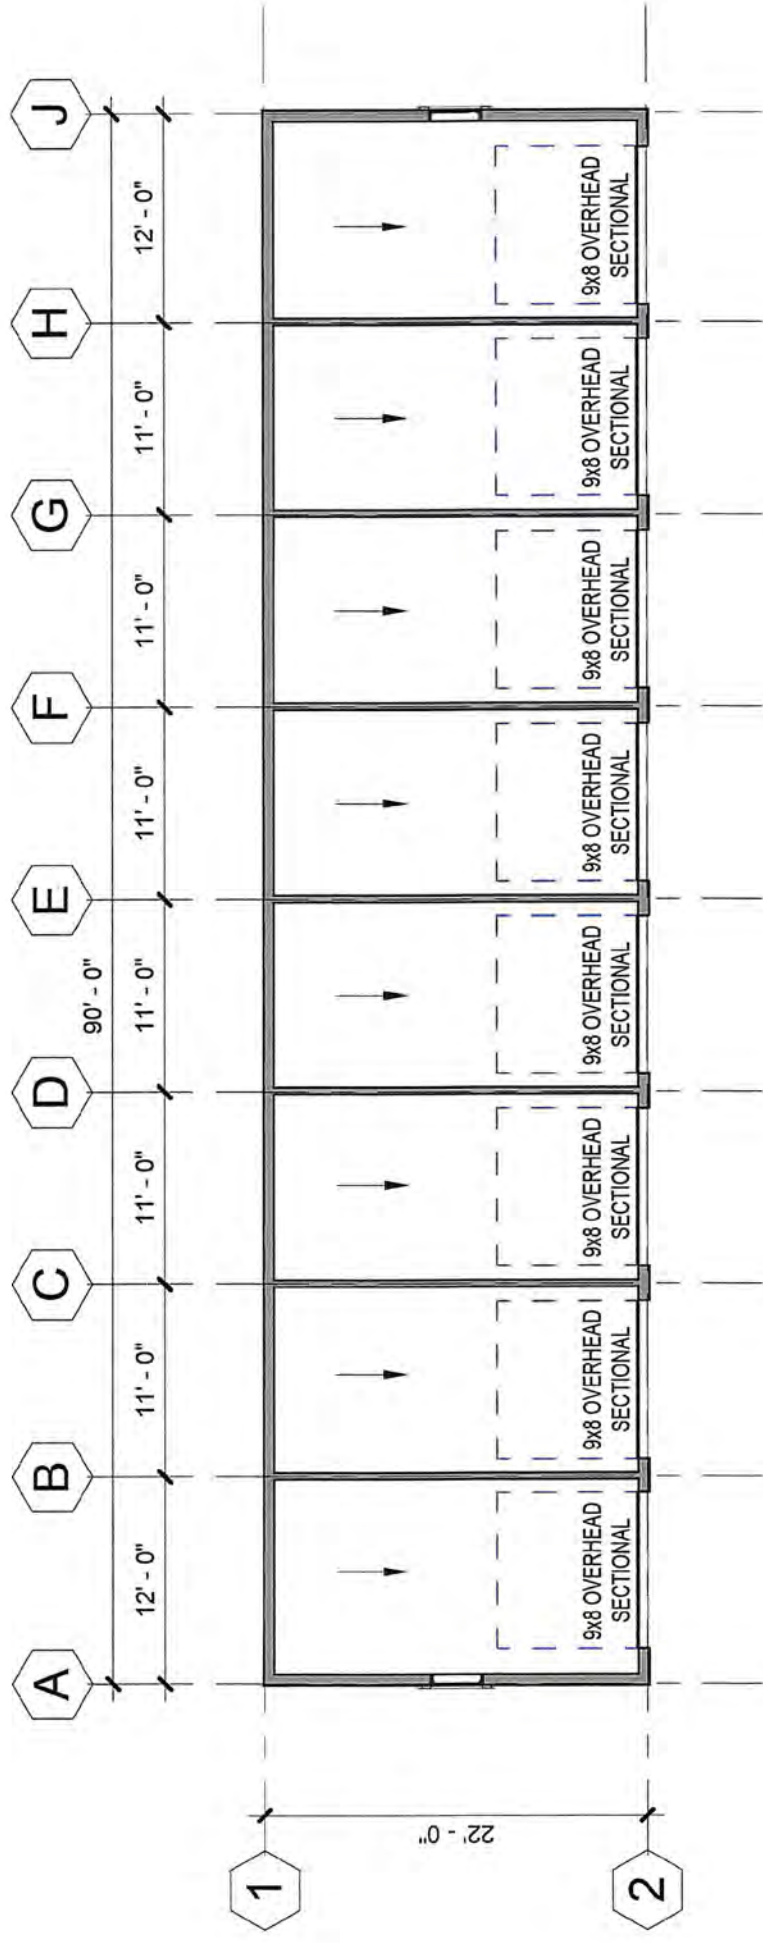 A
B
C
D
E
F
G
H
J
90' - 0"
12' - 0"
11' - 0"
11' - 0"
11' - 0"
11' - 0"
11' - 0"
11' - 0"
12' - 0"
1
22' - 0"
2
9x8 OVERHEAD
SECTIONAL
9x8 OVERHEAD
SECTIONAL
9x8 OVERHEAD
SECTIONAL
9x8 OVERHEAD
SECTIONAL
9x8 OVERHEAD
SECTIONAL
9x8 OVERHEAD
SECTIONAL
9x8 OVERHEAD
SECTIONAL
9x8 OVERHEAD
SECTIONAL